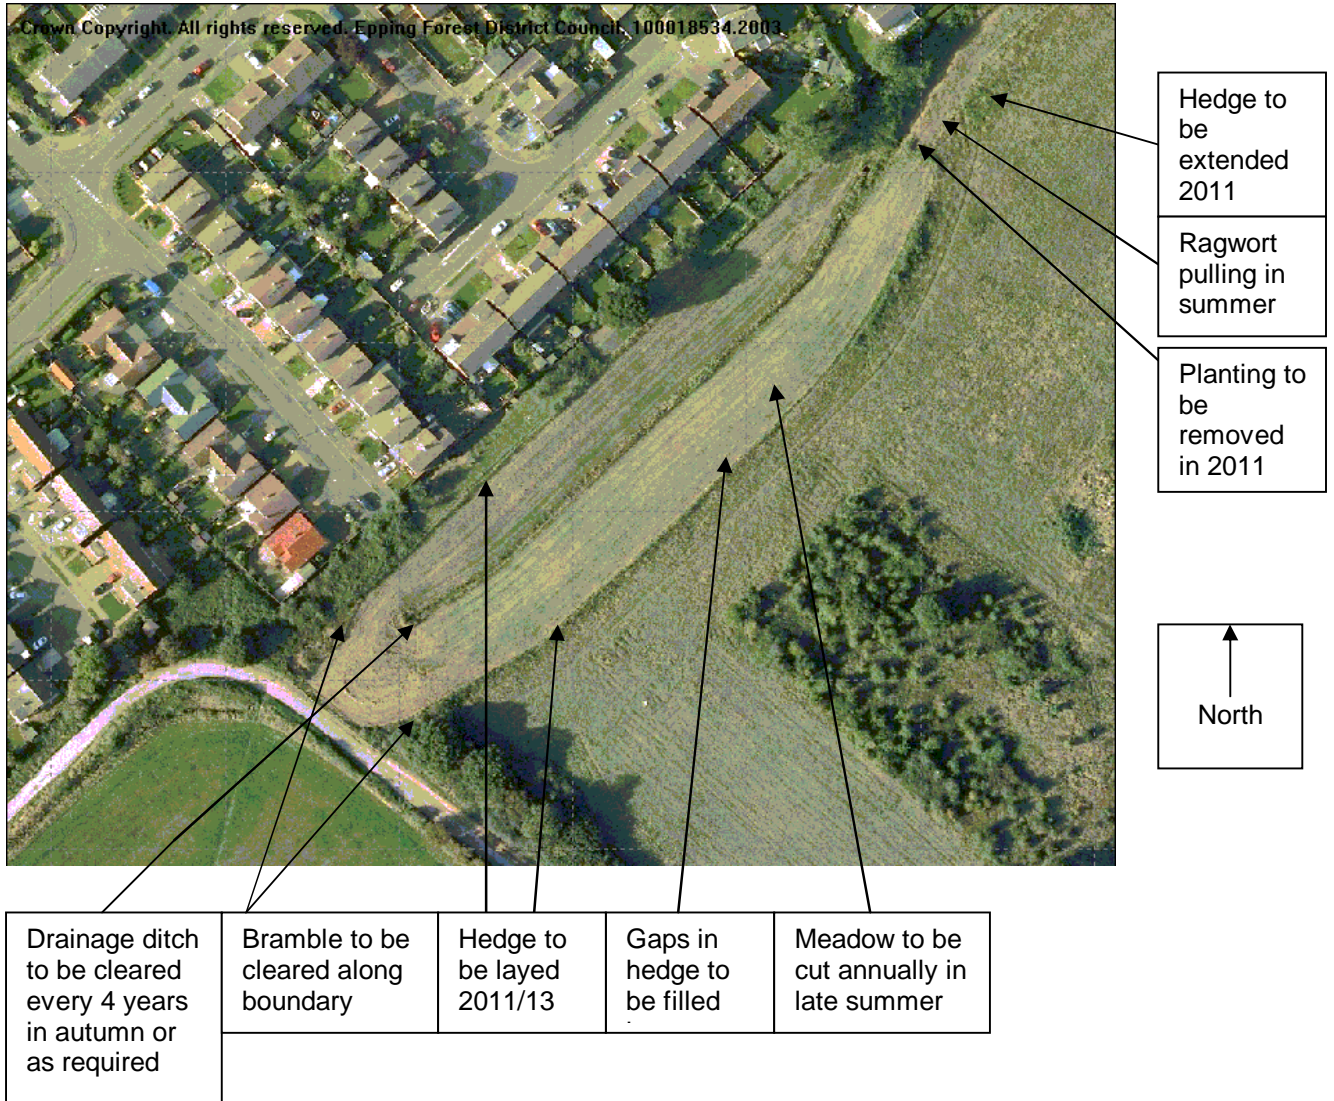 Crown Copyright. All rights reserved. Epping Forest District Council. 100018534.2003
Hedge to
be
extended
2011
Ragwort
pulling in
summer
Planting to
be
removed
in 2011
North
Drainage ditch
to be cleared
every 4 years
in autumn or
as required
Bramble to be
cleared along
boundary
Hedge to
be layed
2011/13
Gaps in
hedge to
be filled
Meadow to be
cut annually in
late summer